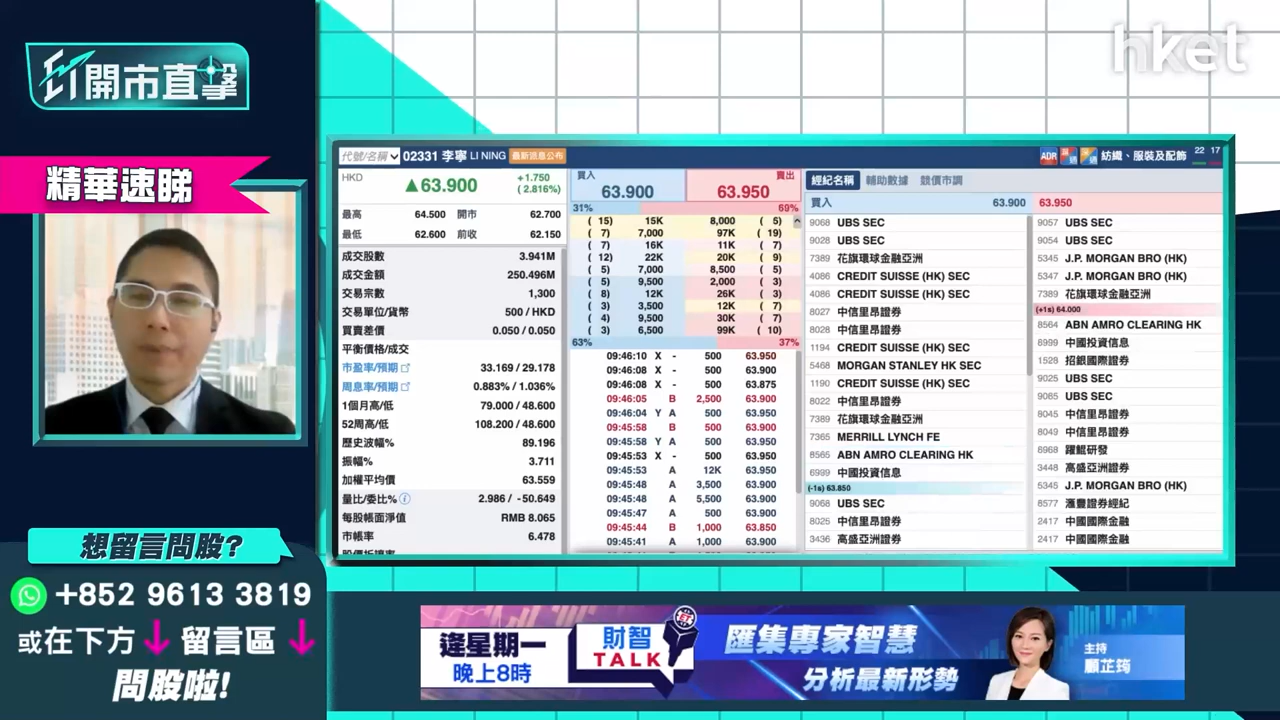 hket
ET開市直擊
精華速睇
代號/名稱
02331 李寧 LI NING 最新訊息公布
ADR
紡織、服裝及配飾 22 17
HKD
▲63.900
+1.750
( 2.816%)
最高 64.500 開市 62.700
最低 62.600 前收 62.150
成交股數 3.941M
成交金額 250.496M
交易宗數 1,300
交易單位/貨幣 500 / HKD
買賣差價 0.050 / 0.050
平衡價格/成交
市盈率/預期 33.169 / 29.178
周息率/預期 0.883% / 1.036%
1個月高/低 79.000 / 48.600
52周高/低 108.200 / 48.600
歷史波幅% 89.196
振幅% 3.711
加權平均價 63.559
量比/委比% 2.986 / -50.649
每股帳面淨值 RMB 8.065
市帳率 6.478
買入 賣出
63.900 63.950
31% 69%
( 15) 15K 8,000 ( 5)
( 7) 7,000 97K ( 19)
( 7) 16K 11K ( 7)
( 12) 22K 20K ( 9)
( 5) 7,000 8,500 ( 5)
( 5) 9,500 2,000 ( 3)
( 8) 12K 26K ( 3)
( 3) 3,500 12K ( 7)
( 4) 9,500 30K ( 7)
( 3) 6,500 99K ( 10)
63% 37%
09:46:10 X - 500 63.950
09:46:08 X - 500 63.900
09:46:08 X - 500 63.875
09:46:05 B 2,500 63.900
09:46:04 Y A 500 63.950
09:45:58 B 500 63.900
09:45:58 Y A 500 63.950
09:45:53 X - 500 63.950
09:45:53 A 12K 63.950
09:45:48 A 3,500 63.900
09:45:48 A 5,500 63.900
09:45:47 A 500 63.900
09:45:44 B 1,000 63.850
09:45:41 A 1,000 63.900
經紀名稱 輔助數據 競價市調
買入 63.900 63.950
9068 UBS SEC
9028 UBS SEC
7389 花旗環球金融亞洲
4086 CREDIT SUISSE (HK) SEC
4086 CREDIT SUISSE (HK) SEC
8027 中信里昂證券
8028 中信里昂證券
1194 CREDIT SUISSE (HK) SEC
5468 MORGAN STANLEY HK SEC
1190 CREDIT SUISSE (HK) SEC
8022 中信里昂證券
7389 花旗環球金融亞洲
7365 MERRILL LYNCH FE
8565 ABN AMRO CLEARING HK
6999 中國投資信息
(-1s) 63.850
9068 UBS SEC
8025 中信里昂證券
3436 高盛亞洲證券
9057 UBS SEC
9054 UBS SEC
5345 J.P. MORGAN BRO (HK)
5347 J.P. MORGAN BRO (HK)
7389 花旗環球金融亞洲
(+1s) 64.000
8564 ABN AMRO CLEARING HK
6999 中國投資信息
1528 招銀國際證券
9025 UBS SEC
9065 UBS SEC
8045 中信里昂證券
8049 中信里昂證券
6968 躍鯤研發
3448 高盛亞洲證券
5345 J.P. MORGAN BRO (HK)
8577 滙豐證券經紀
2417 中國國際金融
2417 中國國際金融
想留言問股?
+852 9613 3819
或在下方↓留言區↓
問股啦!
逢星期一
晚上8時
財智
TALK
匯集專家智慧
分析最新形勢
主持
顧芷筠